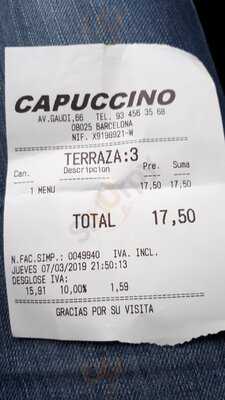 CAPUCCINO
AV.GAUDI,66 TEL. 93 456 35 68
08025 BARCELONA
NIF. X9196921-W
TERRAZA:3
Can. Descripcion Pre. Suma
1 MENU 17,50 17,50
TOTAL 17,50
N.FAC.SIMP.: 0049940 IVA. INCL.
JUEVES 07/03/2019 21:50:13
DESGLOSE IVA:
15,91 10,00% 1,59
GRACIAS POR SU VISITA